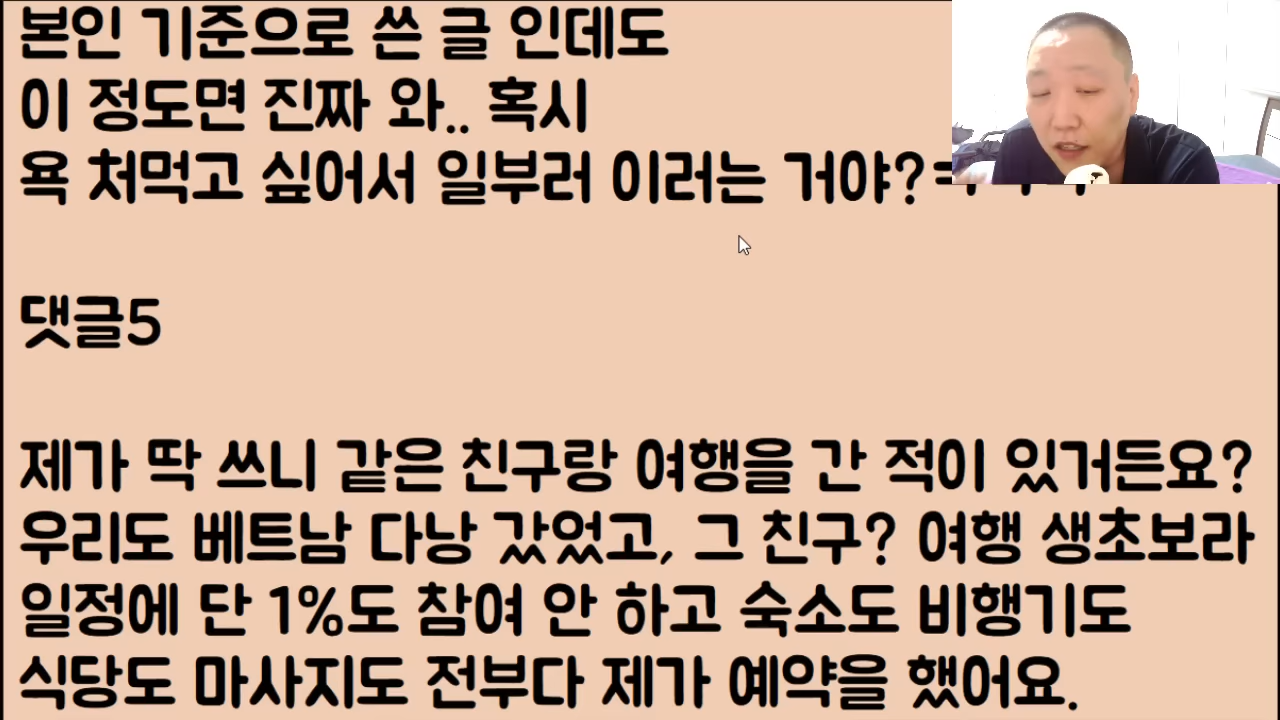 본인 기준으로 쓴 글 인데도
이 정도면 진짜 와.. 혹시
욕 처먹고 싶어서 일부러 이러는 거야?
댓글5
제가 딱 쓰니 같은 친구랑 여행을 간 적이 있거든요?
우리도 베트남 다낭 갔었고, 그 친구? 여행 생초보라
일정에 단 1%도 참여 안 하고 숙소도 비행기도
식당도 마사지도 전부다 제가 예약을 했어요.